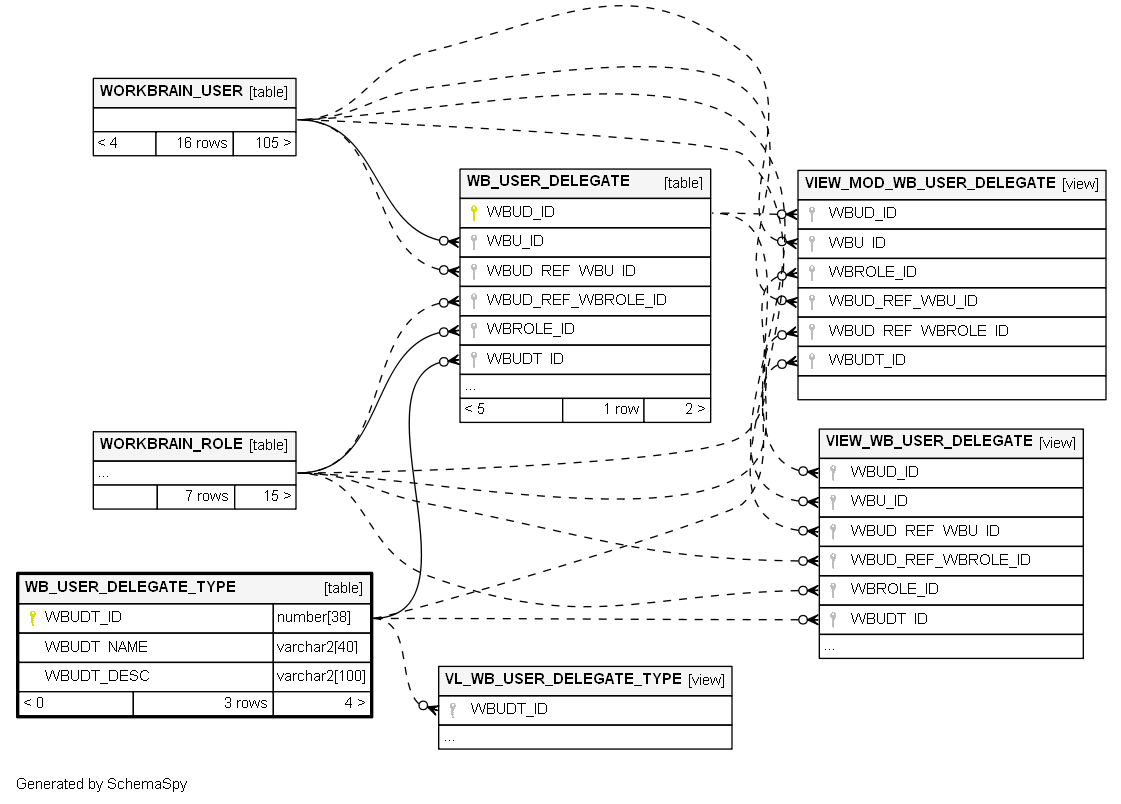 WORKBRAIN_USER [table]
< 4 16 rows 105 >
WB_USER_DELEGATE [table]
WBUD_ID
WBU_ID
WBUD_REF_WBU_ID
WBUD_REF_WBROLE_ID
WBROLE_ID
WBUDT_ID
...
< 5 1 row 2 >
VIEW_MOD_WB_USER_DELEGATE [view]
WBUD_ID
WBU_ID
WBROLE_ID
WBUD_REF_WBU_ID
WBUD_REF_WBROLE_ID
WBUDT_ID
WORKBRAIN_ROLE [table]
...
7 rows 15 >
VIEW_WB_USER_DELEGATE [view]
WBUD_ID
WBU_ID
WBUD_REF_WBU_ID
WBUD_REF_WBROLE_ID
WBROLE_ID
WBUDT_ID
...
WB_USER_DELEGATE_TYPE [table]
WBUDT_ID number[38]
WBUDT_NAME varchar2[40]
WBUDT_DESC varchar2[100]
< 0 3 rows 4 >
VL_WB_USER_DELEGATE_TYPE [view]
WBUDT_ID
...
Generated by SchemaSpy